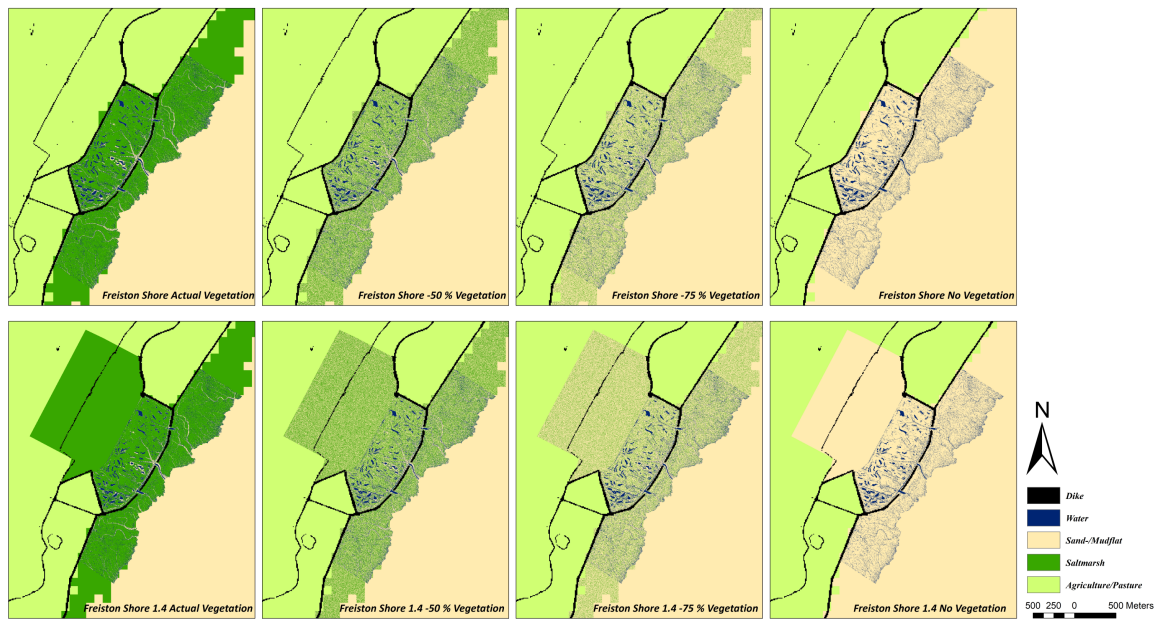 Freiston Shore Actual Vegetation
Freiston Shore -50 % Vegetation
Freiston Shore -75 % Vegetation
Freiston Shore No Vegetation
Freiston Shore 1.4 Actual Vegetation
Freiston Shore 1.4 -50 % Vegetation
Freiston Shore 1.4 -75 % Vegetation
Freiston Shore 1.4 No Vegetation
N
Dike
Water
Sand-/Mudflat
Saltmarsh
Agriculture/Pasture
500 250 0 500 Meters